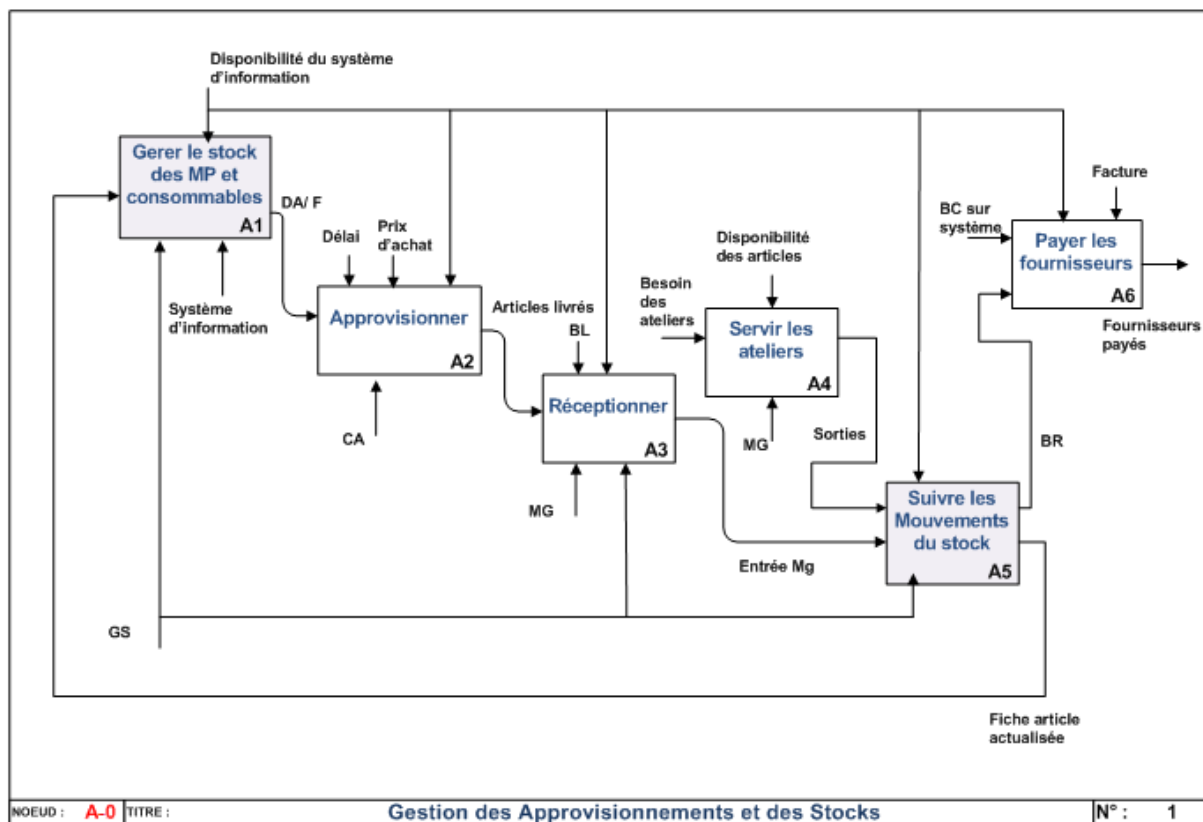 Disponibilité du système
d'information
Gerer le stock
des MP et
consommables
A1
DA/ F
Système
d'information
Délai
Prix
d'achat
Approvisionner
A2
CA
Articles livrés
BL
Réceptionner
A3
MG
Besoin
des
ateliers
Disponibilité
des articles
Servir les
ateliers
A4
MG
Sorties
Entrée Mg
Suivre les
Mouvements
du stock
A5
BR
BC sur
système
Facture
Payer les
fournisseurs
A6
Fournisseurs
payés
GS
Fiche article
actualisée
NOEUD : A-0 TITRE : Gestion des Approvisionnements et des Stocks N° : 1